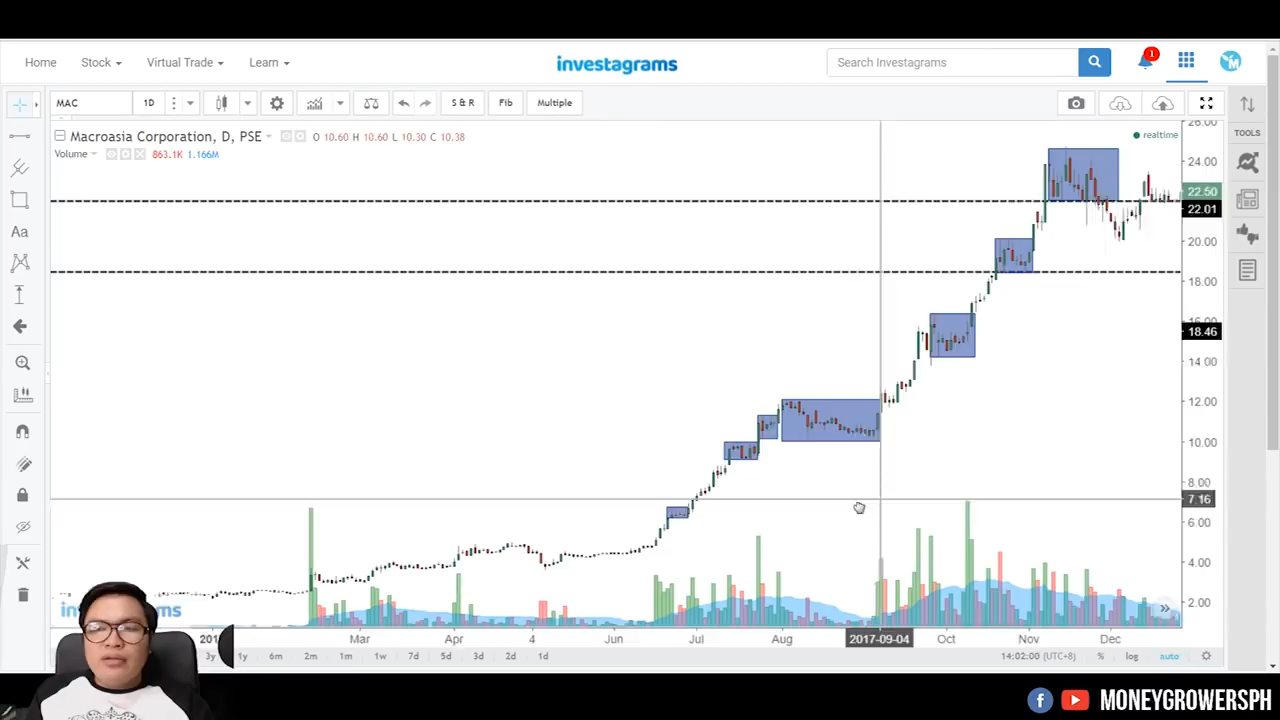 Home Stock Virtual Trade Learn investagrams Search Investagrams 1
MAC 1D S & R Fib Multiple
Macroasia Corporation, D, PSE O 10.60 H 10.60 L 10.30 C 10.38
realtime
Volume 863.1K 1.166M
TOOLS
26.00
24.00
22.50
22.01
20.00
18.00
16.00
18.46
14.00
12.00
10.00
8.00
7.16
6.00
4.00
2.00
Aa
Mar Apr 4 Jun Jul Aug 2017-09-04 Oct Nov Dec
3y 1y 6m 2m 1m 1w 7d 5d 3d 2d 1d 14:02:00 (UTC+8) % log auto
MONEYGROWERSPH